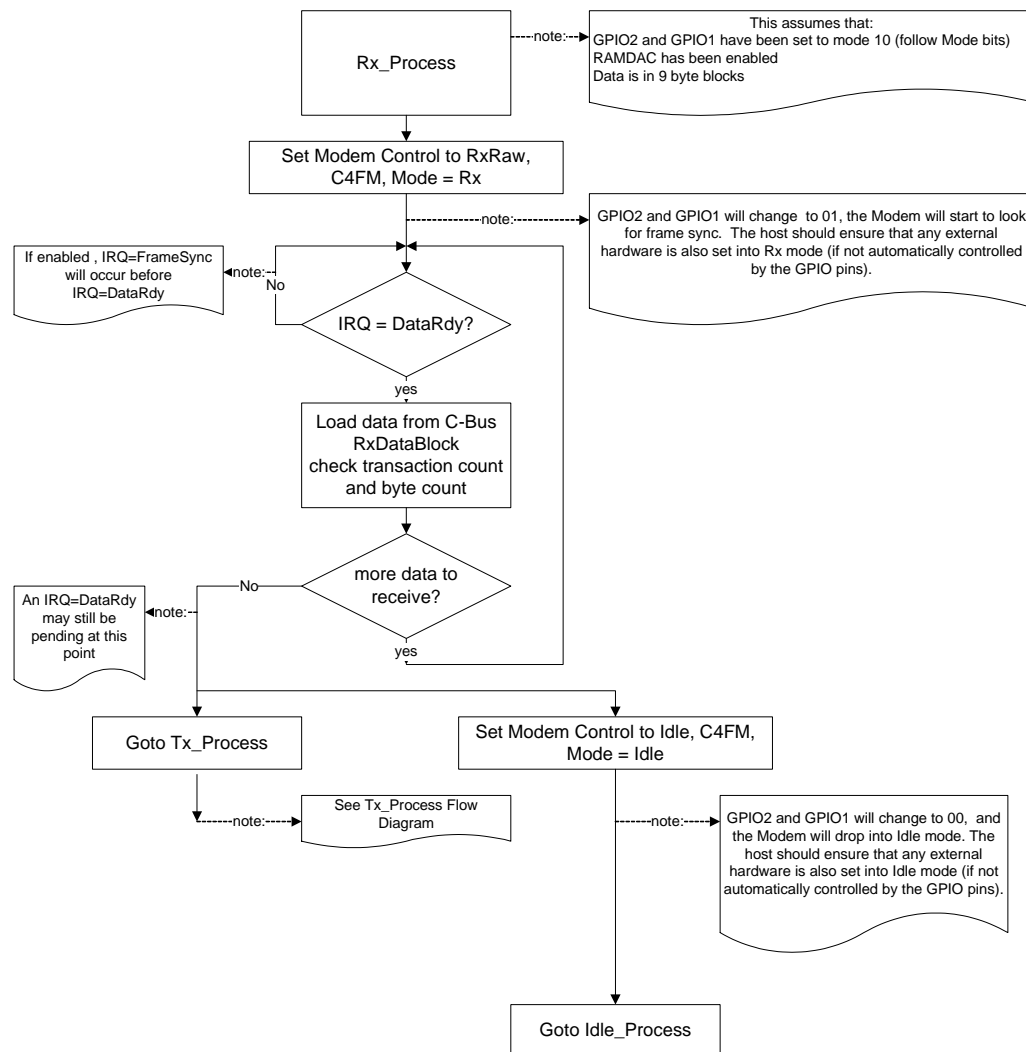 This assumes that:
note:
GPIO2 and GPIO1 have been set to mode 10 (follow Mode bits)
RAMDAC has been enabled
Data is in 9 byte blocks
Rx_Process
Set Modem Control to RxRaw,
C4FM, Mode = Rx
note:
GPIO2 and GPIO1 will change to 01, the Modem will start to look
for frame sync. The host should ensure that any external
hardware is also set into Rx mode (if not automatically controlled
by the GPIO pins).
If enabled , IRQ=FrameSync
will occur before
IRQ=DataRdy
note:
No
IRQ = DataRdy?
yes
Load data from C-Bus
RxDataBlock
check transaction count
and byte count
more data to
receive?
No
yes
An IRQ=DataRdy
may still be
pending at this
point
note:
Goto Tx_Process
Set Modem Control to Idle, C4FM,
Mode = Idle
note:
See Tx_Process Flow
Diagram
note:
GPIO2 and GPIO1 will change to 00, and
the Modem will drop into Idle mode. The
host should ensure that any external
hardware is also set into Idle mode (if not
automatically controlled by the GPIO pins).
Goto Idle_Process